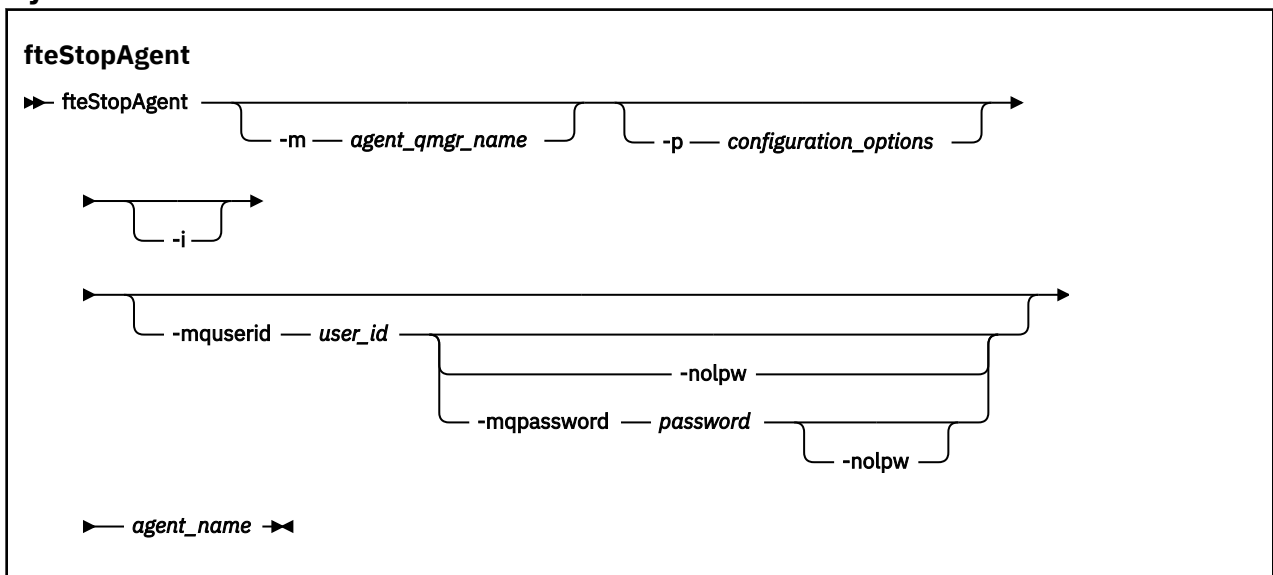 fteStopAgent
fteStopAgent
-m agent_qmgr_name -p configuration_options
-i
-mquserid user_id
-nolpw
-mqpassword password
-nolpw
agent_name